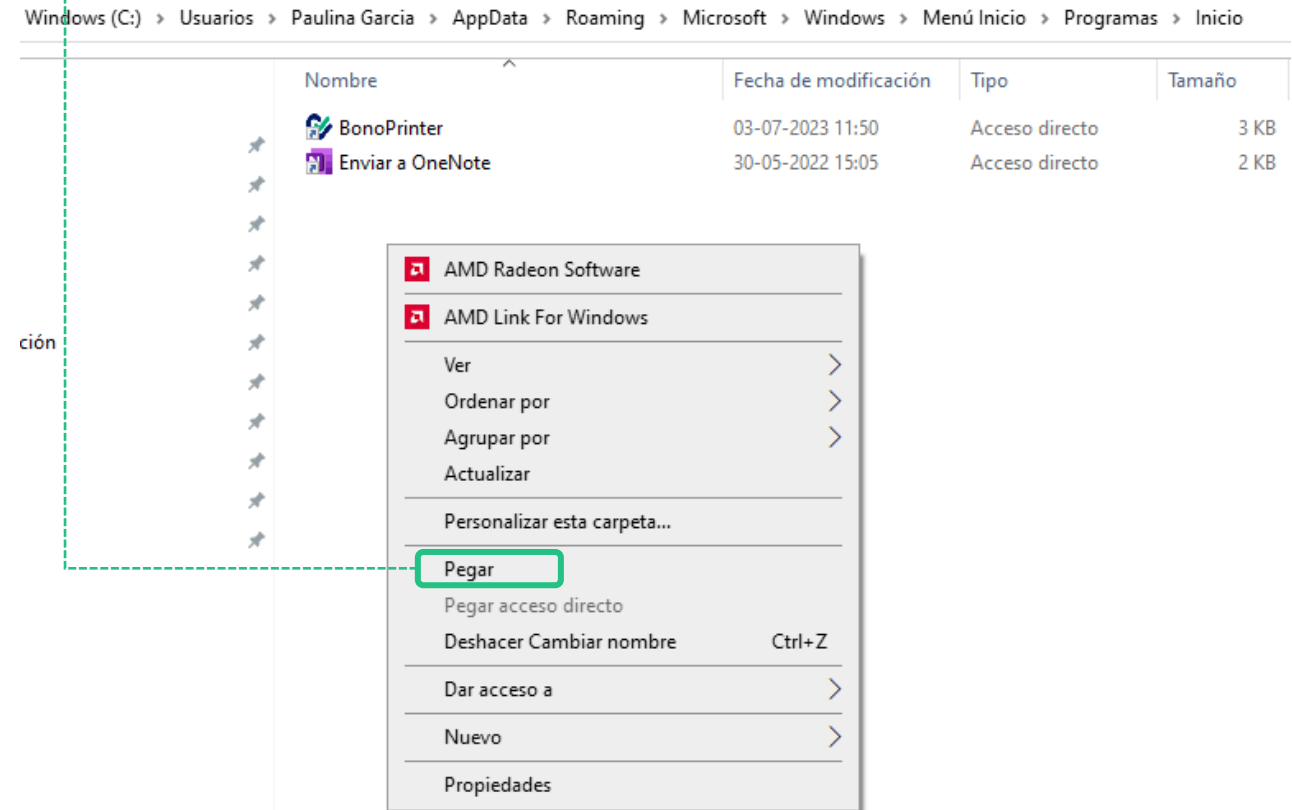 Windows (C:) > Usuarios > Paulina Garcia > AppData > Roaming > Microsoft > Windows > Menú Inicio > Programas > Inicio
Nombre Fecha de modificación Tipo Tamaño
BonoPrinter 03-07-2023 11:50 Acceso directo 3 KB
Enviar a OneNote 30-05-2022 15:05 Acceso directo 2 KB
AMD Radeon Software
AMD Link For Windows
ción
Ver
Ordenar por
Agrupar por
Actualizar
Personalizar esta carpeta...
Pegar
Pegar acceso directo
Deshacer Cambiar nombre Ctrl+Z
Dar acceso a
Nuevo
Propiedades